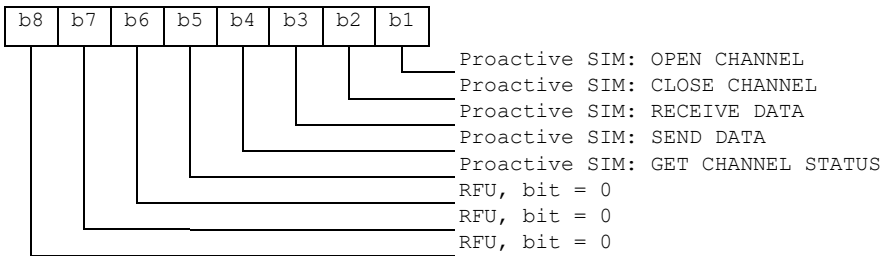 b8 b7 b6 b5 b4 b3 b2 b1
Proactive SIM: OPEN CHANNEL
Proactive SIM: CLOSE CHANNEL
Proactive SIM: RECEIVE DATA
Proactive SIM: SEND DATA
Proactive SIM: GET CHANNEL STATUS
RFU, bit = 0
RFU, bit = 0
RFU, bit = 0